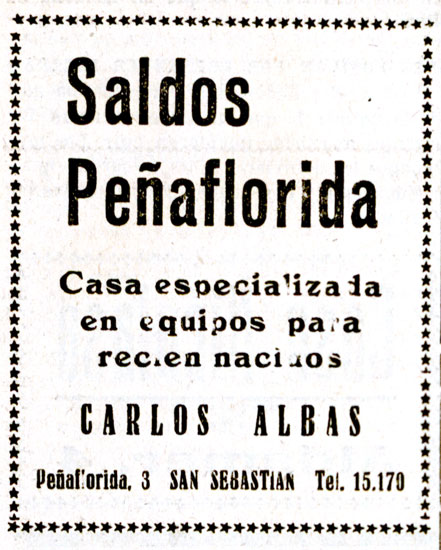 Saldos
Peñaflorida
Casa especializada
en equipos para
recien nacidos
CARLOS ALBAS
Peñaflorida, 3 SAN SEBASTIAN Tel. 15.170